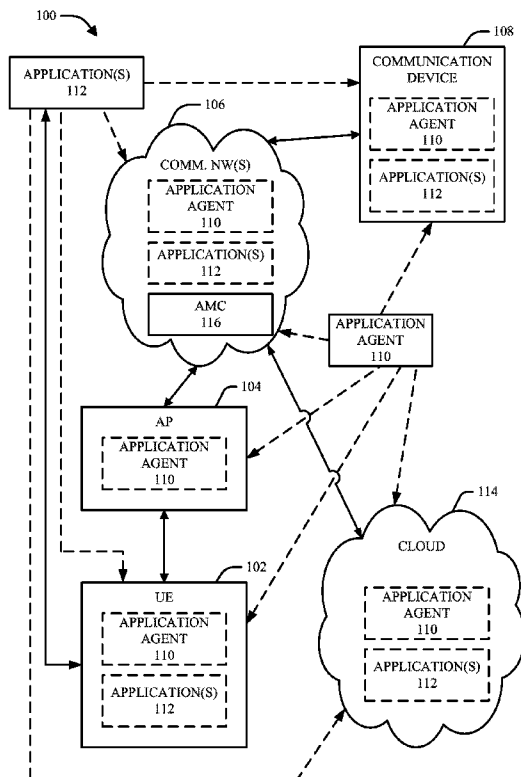 100
108
APPLICATION(S)
112
COMMUNICATION
DEVICE
106
APPLICATION
AGENT
110
COMM. NW(S)
APPLICATION
AGENT
110
APPLICATION(S)
112
APPLICATION(S)
112
AMC
116
APPLICATION
AGENT
110
104
AP
APPLICATION
AGENT
110
114
CLOUD
102
UE
APPLICATION
AGENT
110
APPLICATION
AGENT
110
APPLICATION(S)
112
APPLICATION(S)
112